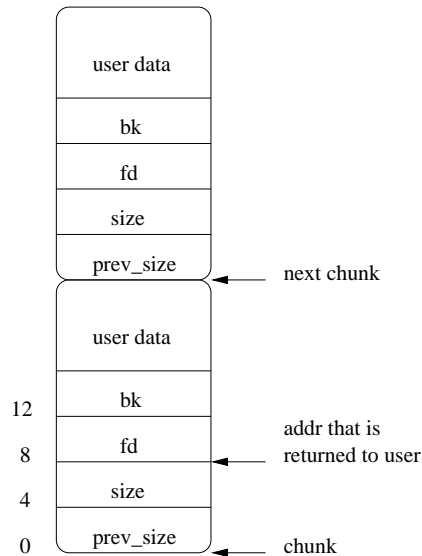 user data
bk
fd
size
prev_size
next chunk
user data
12
bk
addr that is
returned to user
8
fd
4
size
0
prev_size
chunk